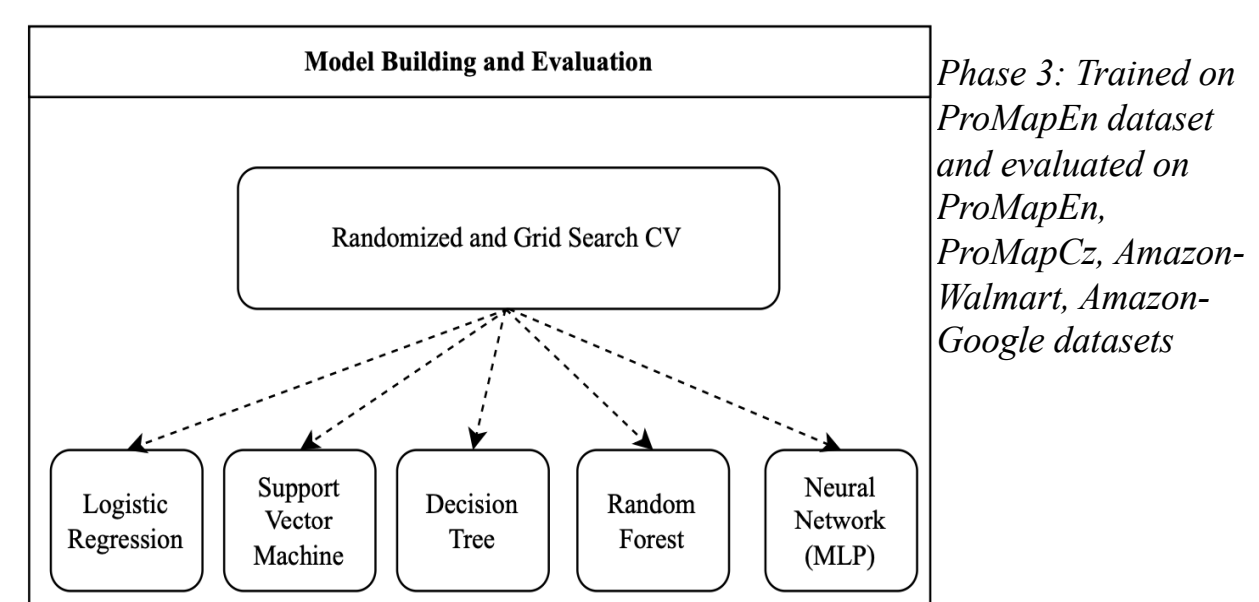 Model Building and Evaluation
Phase 3: Trained on
ProMapEn dataset
and evaluated on
ProMapEn,
ProMapCz, Amazon-
Walmart, Amazon-
Google datasets
Randomized and Grid Search CV
Logistic
Regression
Support
Vector
Machine
Decision
Tree
Random
Forest
Neural
Network
(MLP)